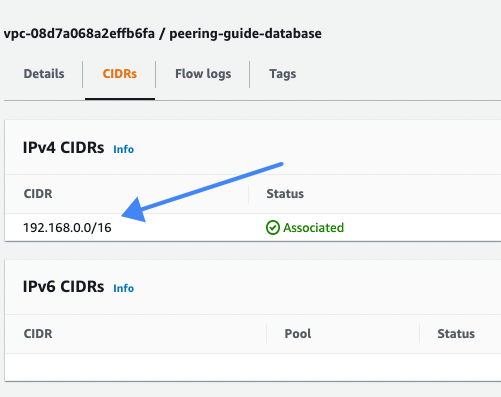 vpc-08d7a068a2effb6fa / peering-guide-database
Details CIDRs Flow logs Tags
IPv4 CIDRs Info
CIDR Status
192.168.0.0/16 Associated
IPv6 CIDRs Info
CIDR Pool Status